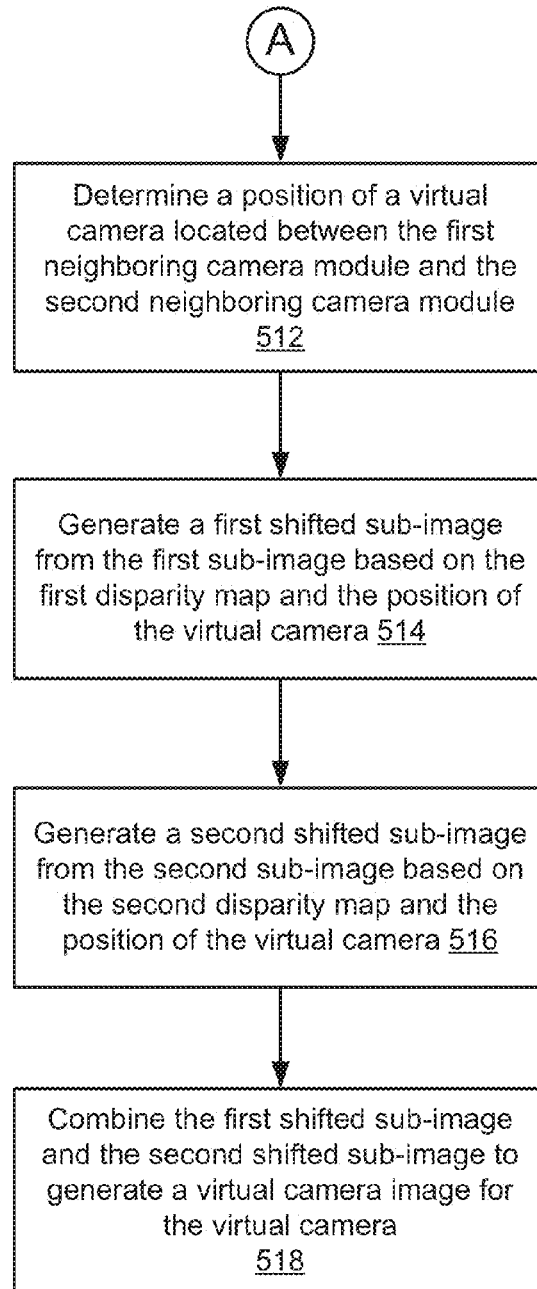 A
Determine a position of a virtual
camera located between the first
neighboring camera module and the
second neighboring camera module
512
Generate a first shifted sub-image
from the first sub-image based on the
first disparity map and the position of
the virtual camera 514
Generate a second shifted sub-image
from the second sub-image based on
the second disparity map and the
position of the virtual camera 516
Combine the first shifted sub-image
and the second shifted sub-image to
generate a virtual camera image for
the virtual camera
518